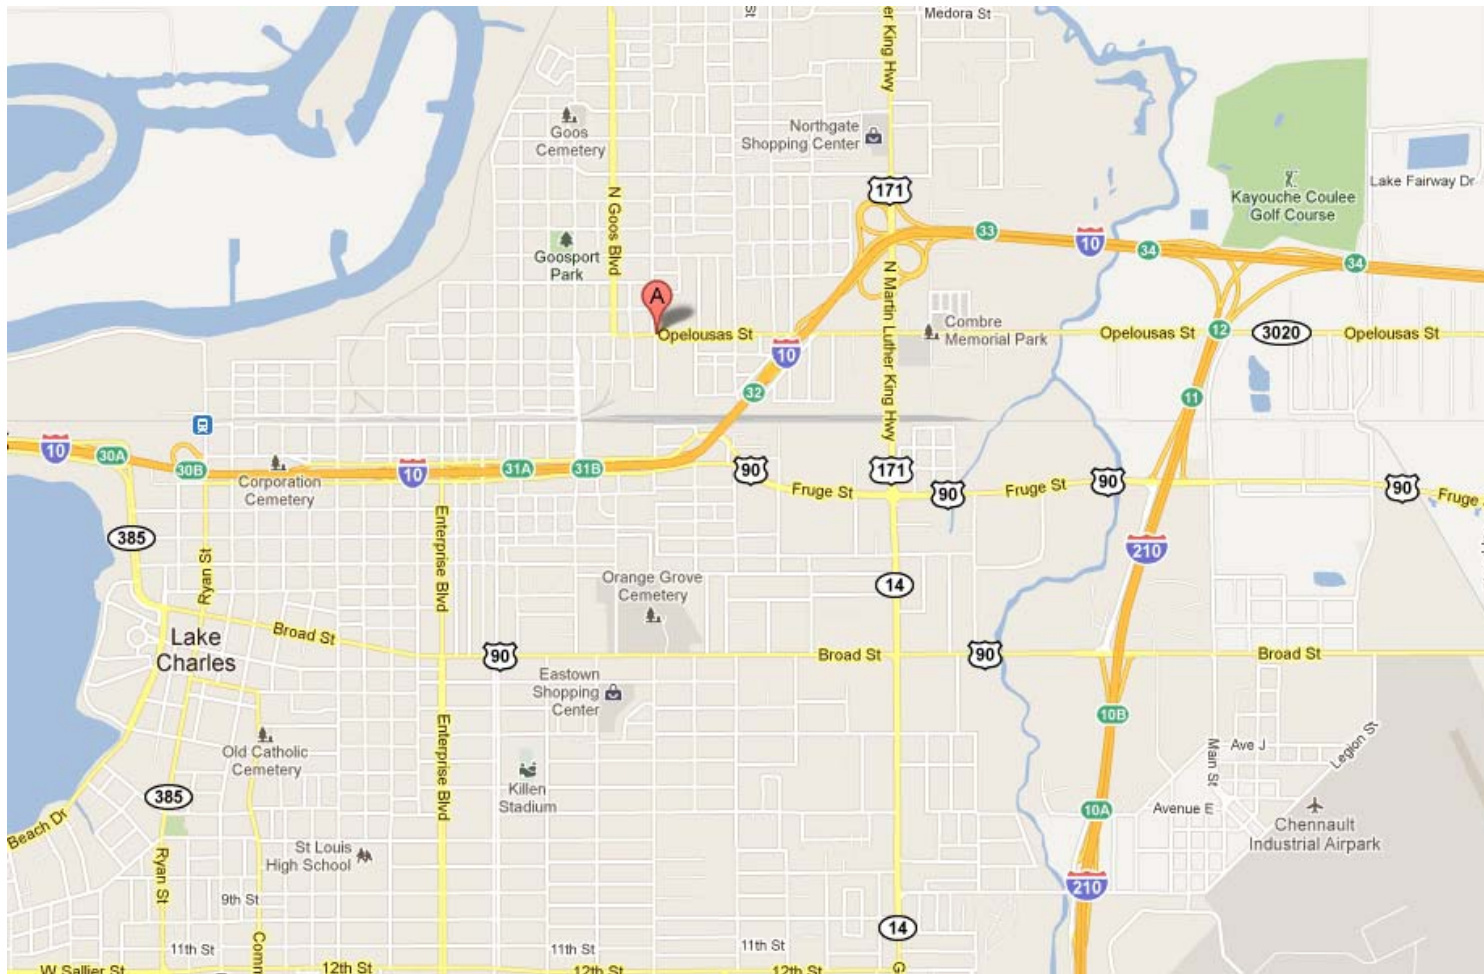 St
Medora St
er King Hwy
Goos
Cemetery
Northgate
Shopping Center
171
N Goos Blvd
Lake Fairway Dr
Kayouche Coulee
Golf Course
33
10
34
34
Goosport
Park
N Martin Luther King Hwy
A
Opelousas St
10
Combre
Memorial Park
Opelousas St
12
3020
Opelousas St
32
11
10
30A
30B
Corporation
Cemetery
10
31A
31B
90
171
Fruge St
90
Fruge St
90
90
Fruge
385
Ryan St
Enterprise Blvd
210
Orange Grove
Cemetery
14
Lake
Charles
Broad St
90
Broad St
90
Broad St
Eastown
Shopping
Center
10B
Old Catholic
Cemetery
Enterprise Blvd
Main St
Ave J
Legion St
Killen
Stadium
385
10A
Avenue E
Chennault
Industrial Airpark
Beach Dr
St Louis
High School
Ryan St
210
9th St
14
11th St
11th St
11th St
Comm
W Sallier St
12th St
12th St
12th St
G